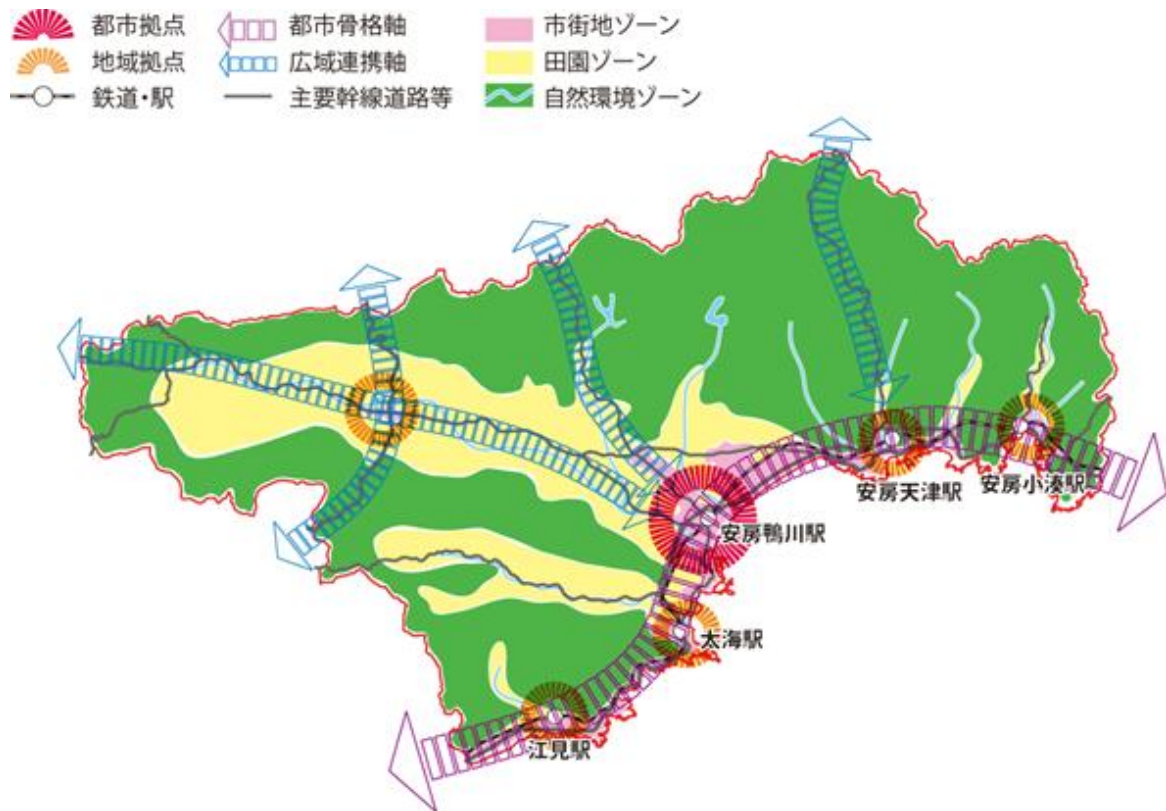 都市拠点 都市骨格軸 市街地ゾーン
地域拠点 広域連携軸 田園ゾーン
鉄道・駅 主要幹線道路等 自然環境ゾーン
安房天津駅
安房小湊駅
安房鴨川駅
太海駅
江見駅